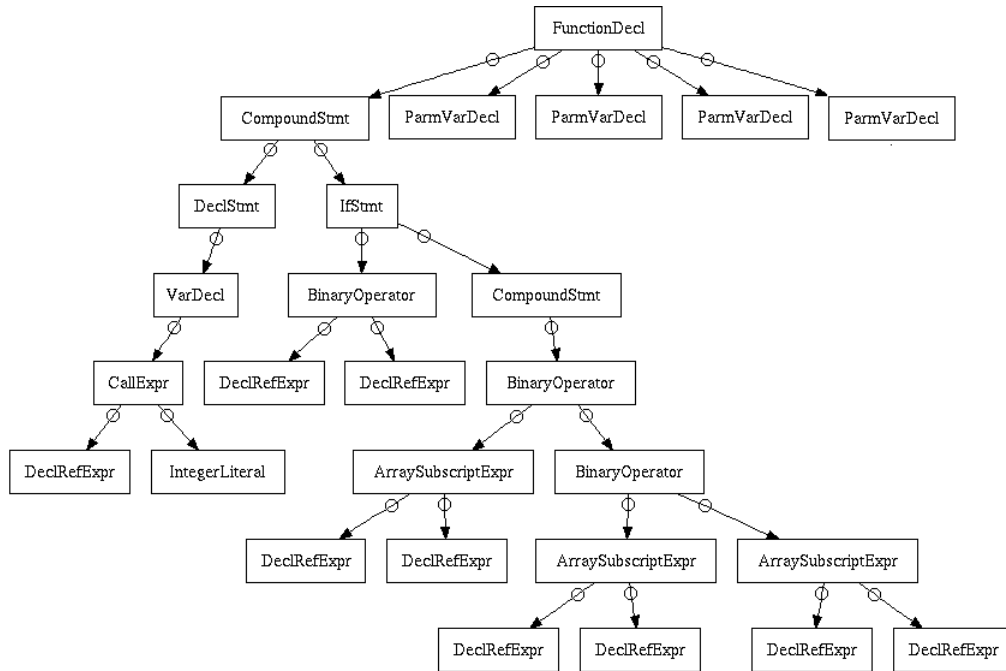 FunctionDecl
CompoundStmt
ParmVarDecl
ParmVarDecl
ParmVarDecl
ParmVarDecl
DeclStmt
IfStmt
VarDecl
BinaryOperator
CompoundStmt
CallExpr
DeclRefExpr
DeclRefExpr
BinaryOperator
DeclRefExpr
IntegerLiteral
ArraySubscriptExpr
BinaryOperator
DeclRefExpr
DeclRefExpr
ArraySubscriptExpr
ArraySubscriptExpr
DeclRefExpr
DeclRefExpr
DeclRefExpr
DeclRefExpr